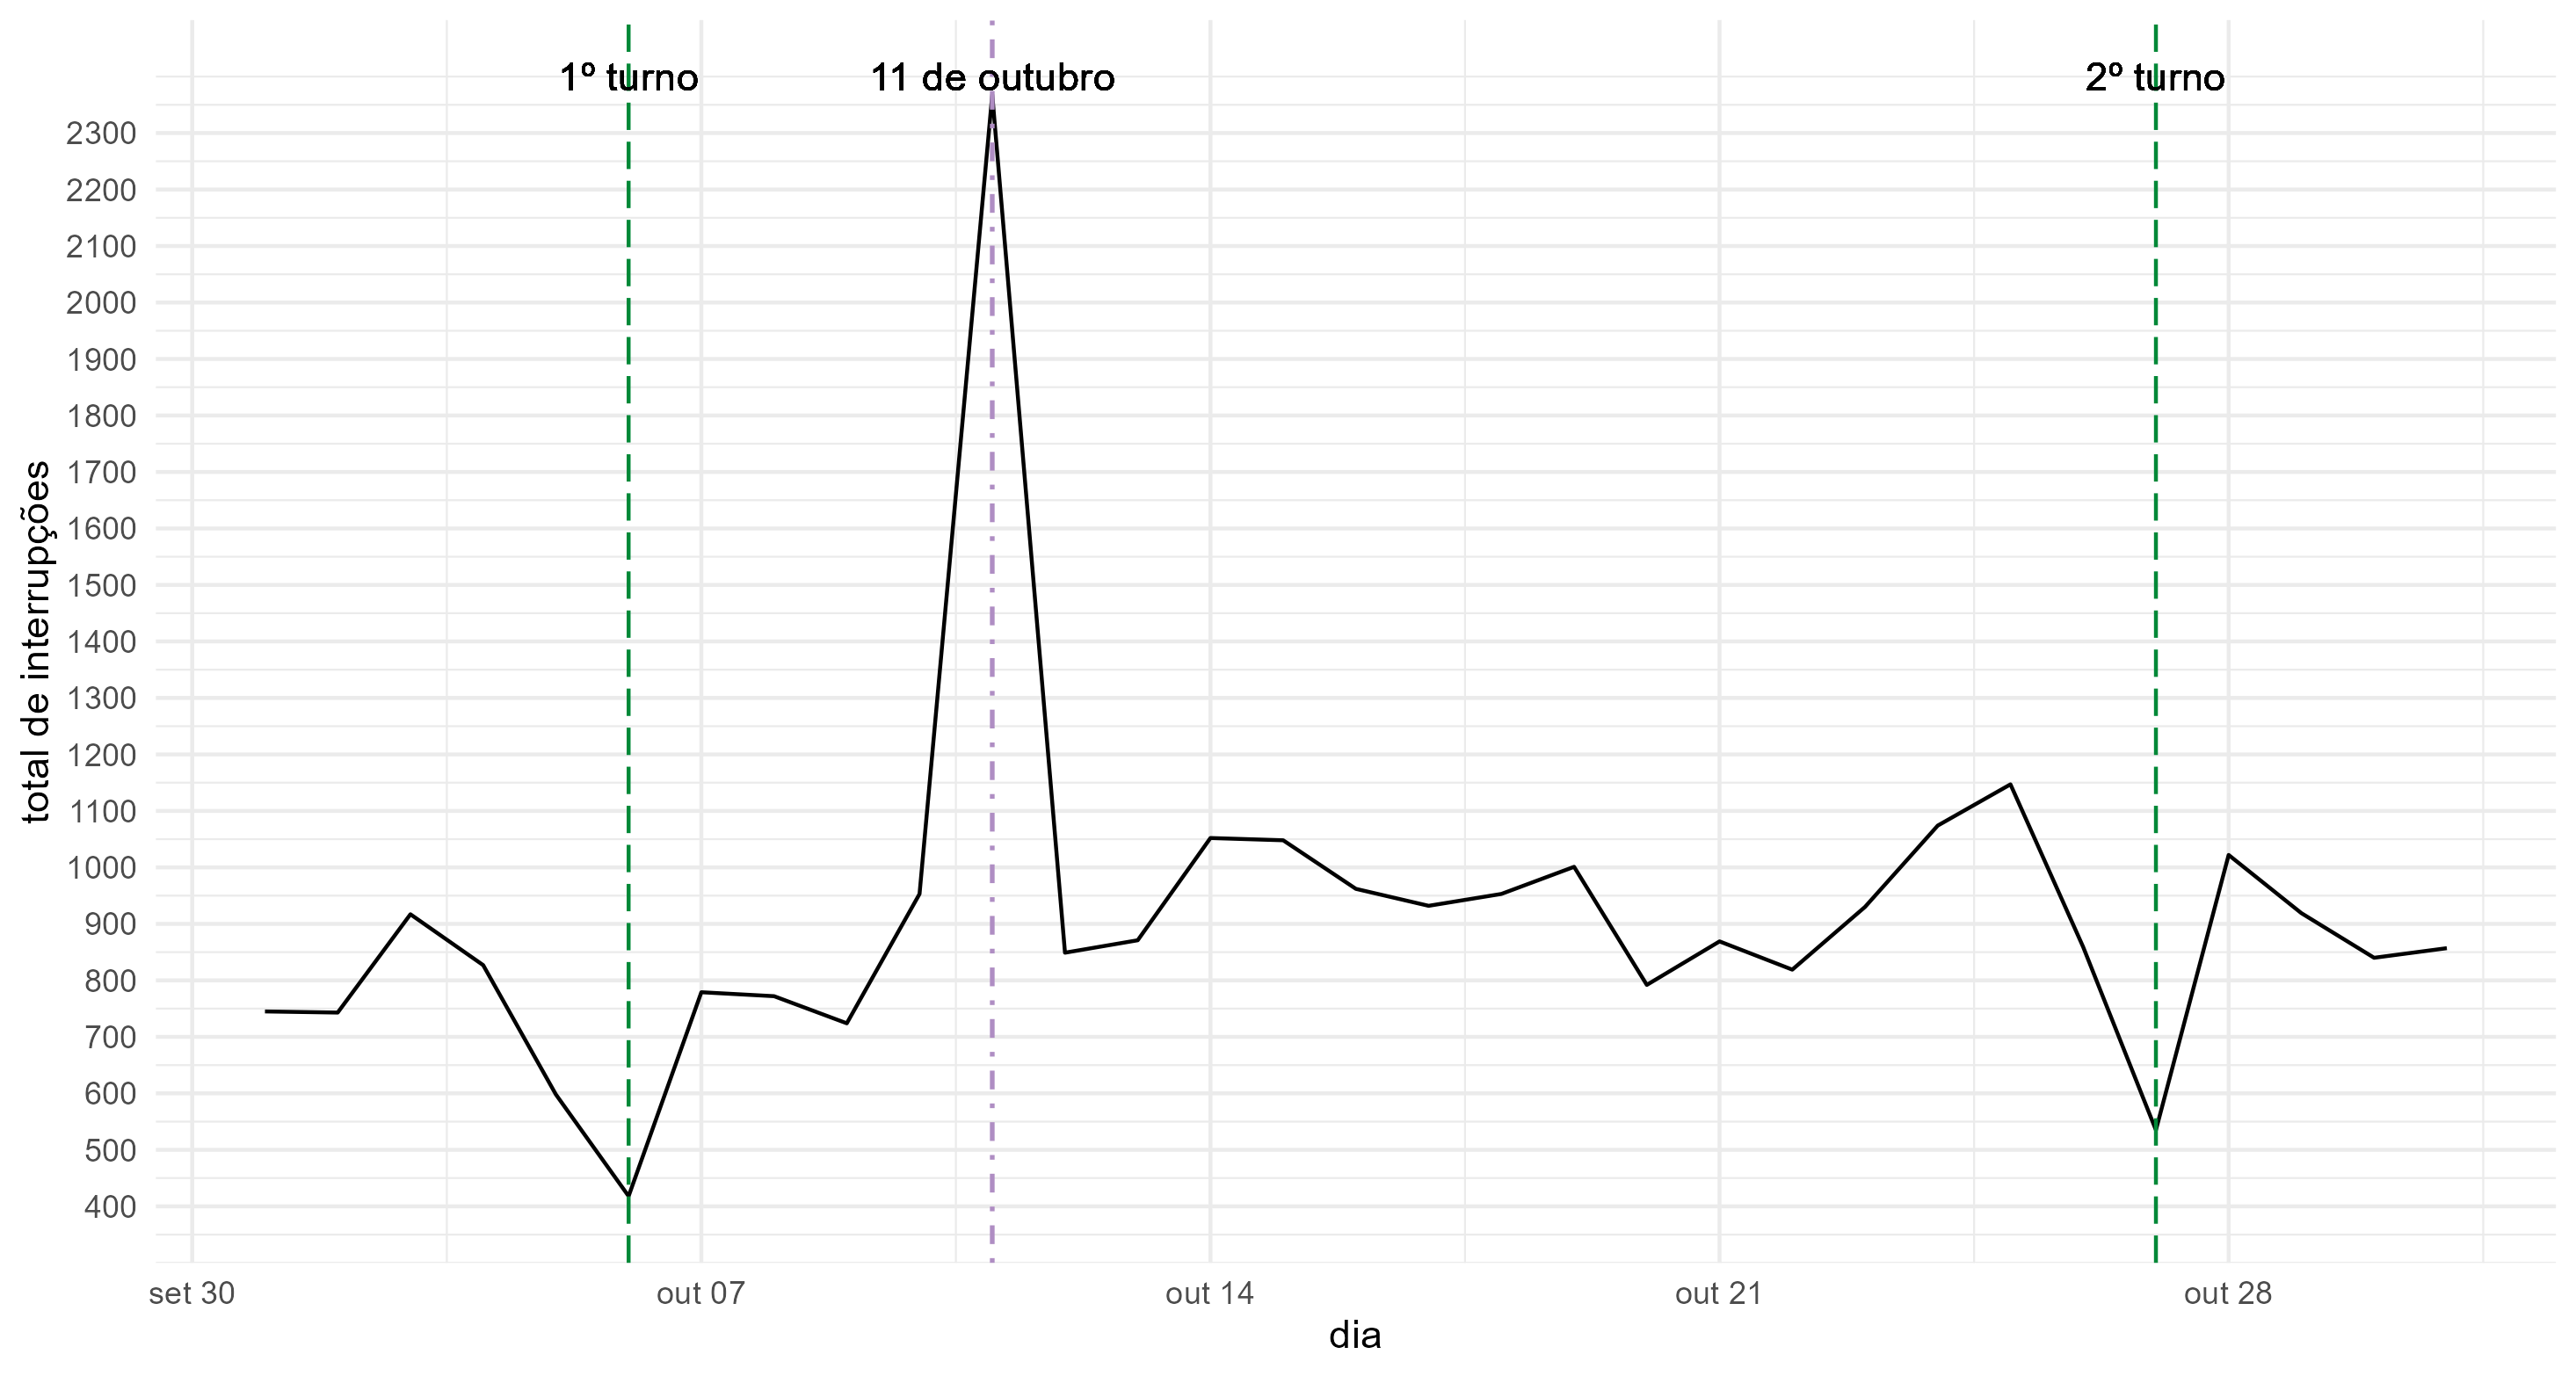 1º turno
11 de outubro
2º turno
total de interrupções
2300
2200
2100
2000
1900
1800
1700
1600
1500
1400
1300
1200
1100
1000
900
800
700
600
500
400
set 30
out 07
out 14
out 21
out 28
dia